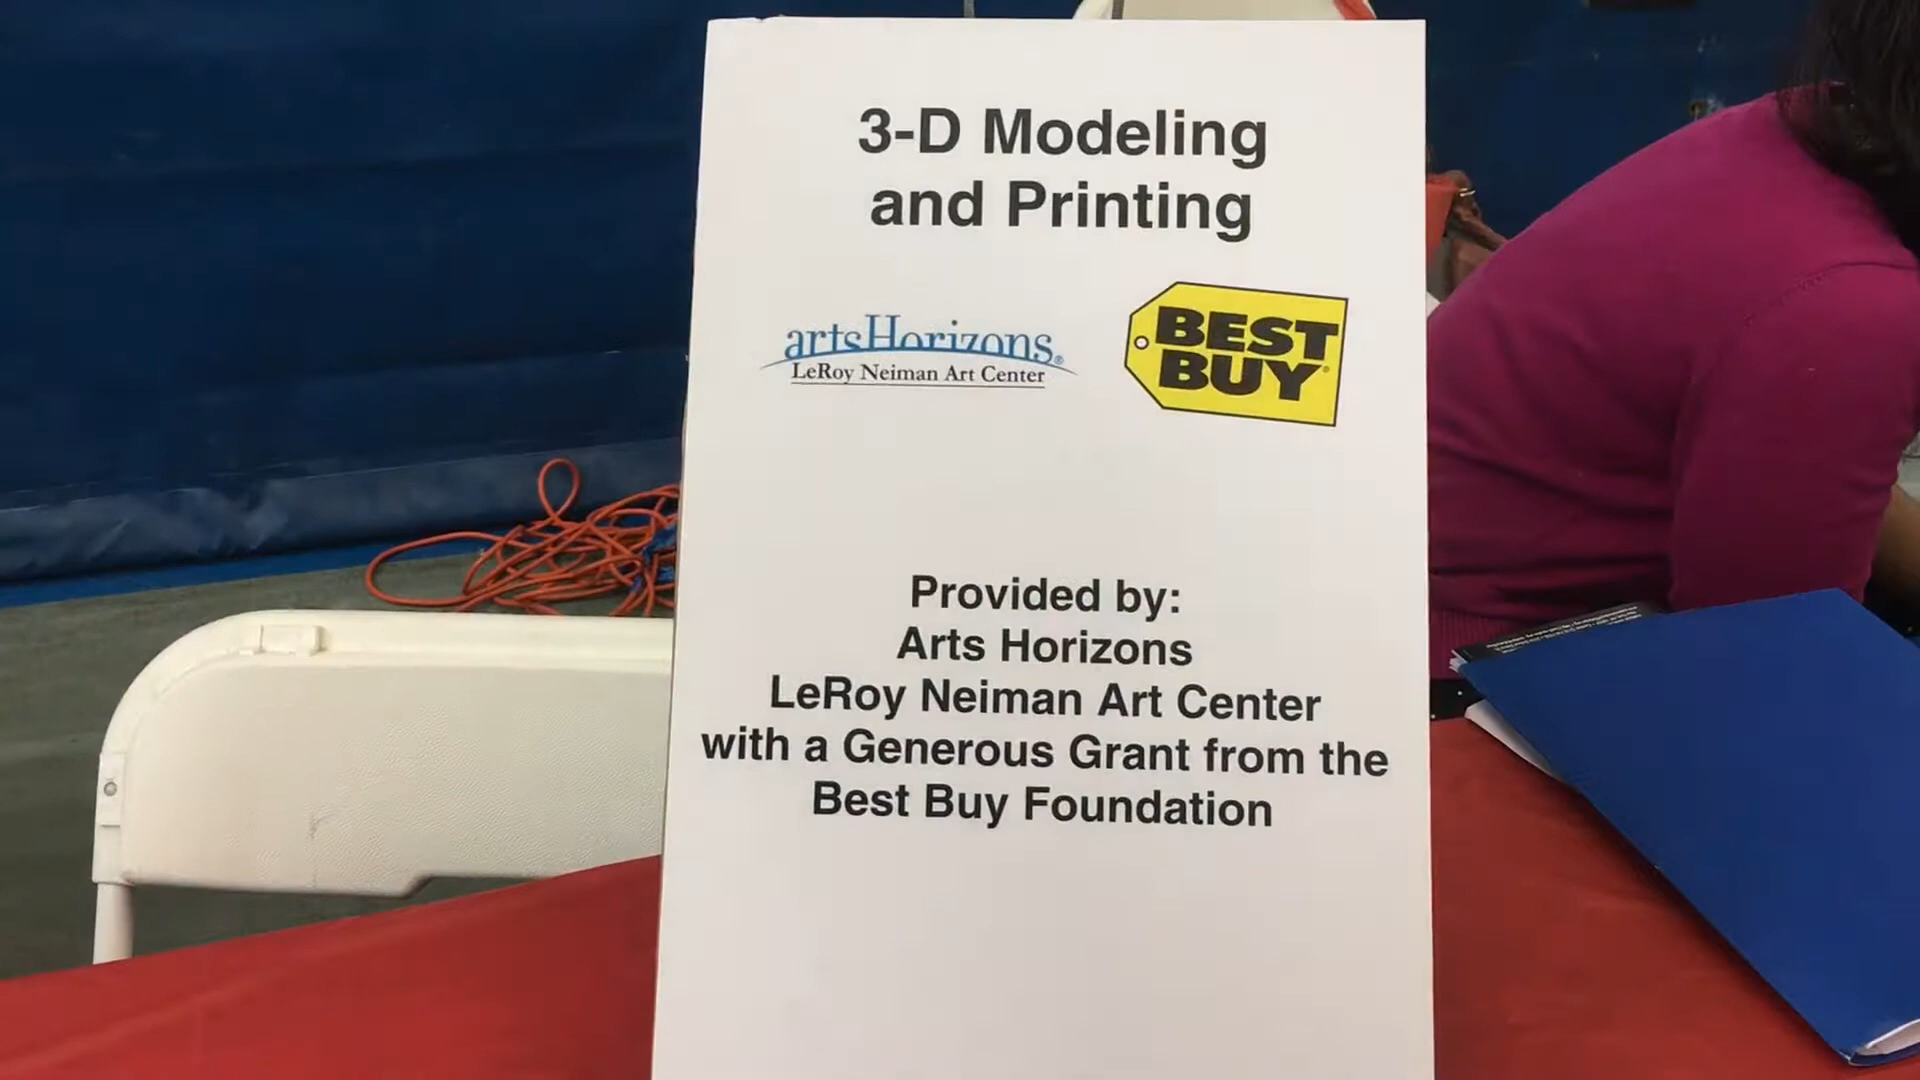 3-D Modeling
and Printing
artsHorizons®
LeRoy Neiman Art Center
BEST
BUY®
Provided by:
Arts Horizons
LeRoy Neiman Art Center
with a Generous Grant from the
Best Buy Foundation